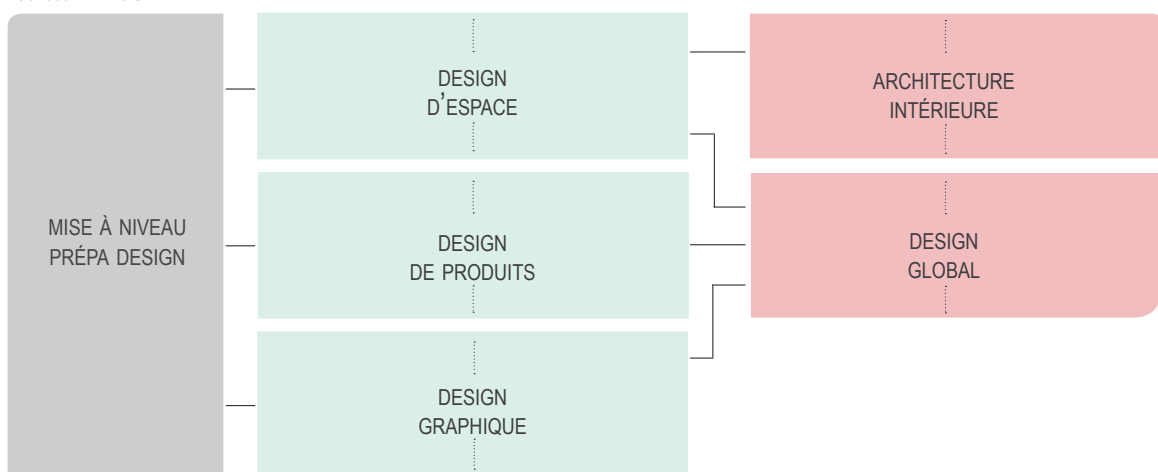 MISE À NIVEAU
PRÉPA DESIGN
DESIGN
D'ESPACE
DESIGN
DE PRODUITS
DESIGN
GRAPHIQUE
ARCHITECTURE
INTÉRIEURE
DESIGN
GLOBAL